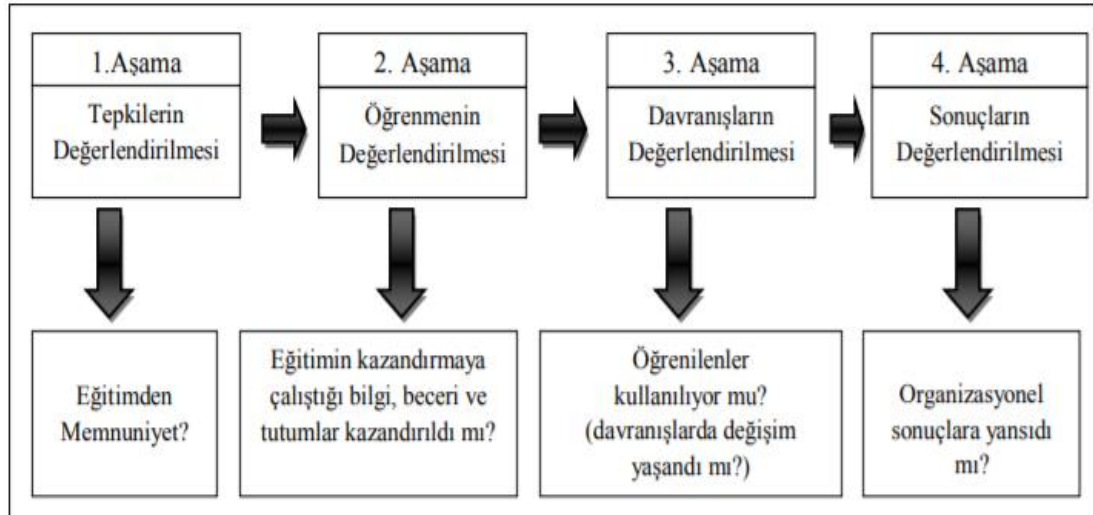 1.Aşama
Tepkilerin
Değerlendirilmesi
2. Aşama
Öğrenmenin
Değerlendirilmesi
3. Aşama
Davranışların
Değerlendirilmesi
4. Aşama
Sonuçların
Değerlendirilmesi
Eğitimden
Memnuniyet?
Eğitimin kazandırmaya
çalıştığı bilgi, beceri ve
tutumlar kazandırıldı mı?
Öğrenilenler
kullanılıyor mu?
(davranışlarda değişim
yaşandı mı?)
Organizasyonel
sonuçlara yansıdı
mı?